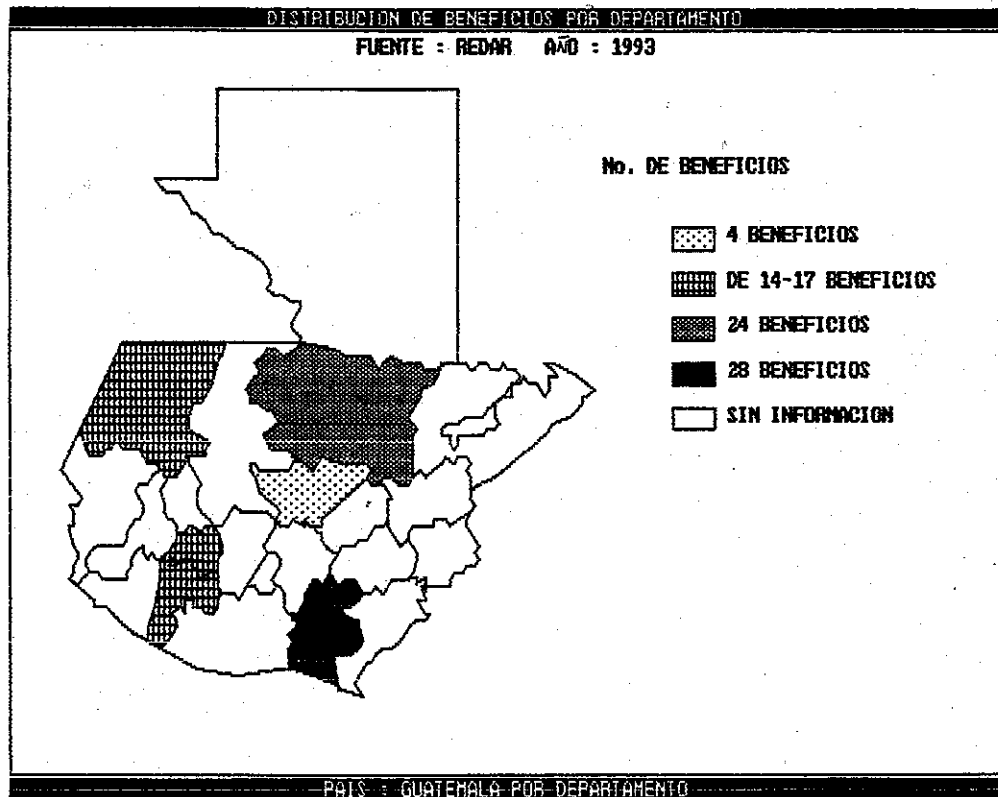 DISTRIBUCION DE BENEFICIOS POR DEPARTAMENTO
FUENTE : REDAR AÑO : 1993
No. DE BENEFICIOS
4 BENEFICIOS
DE 14-17 BENEFICIOS
24 BENEFICIOS
28 BENEFICIOS
SIN INFORMACION
PAIS : GUATEMALA POR DEPARTAMENTO